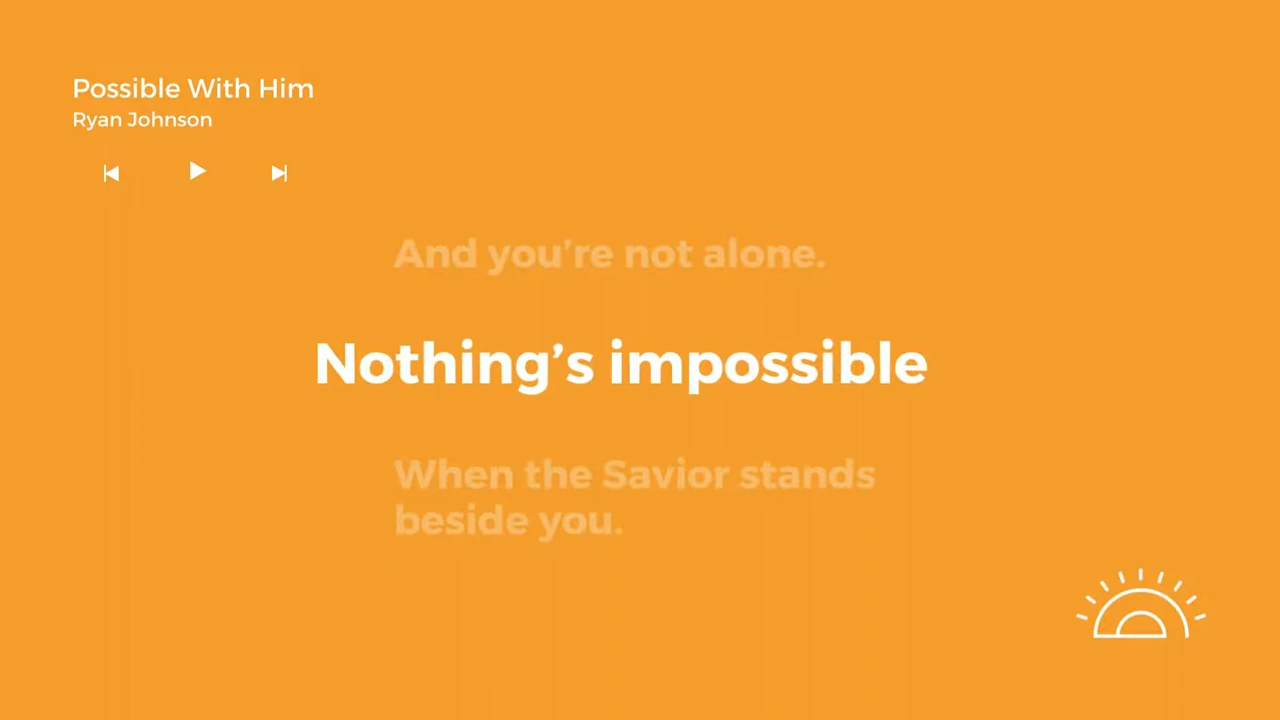 Possible With Him
Ryan Johnson
And you’re not alone.
Nothing’s impossible
When the Savior stands
beside you.